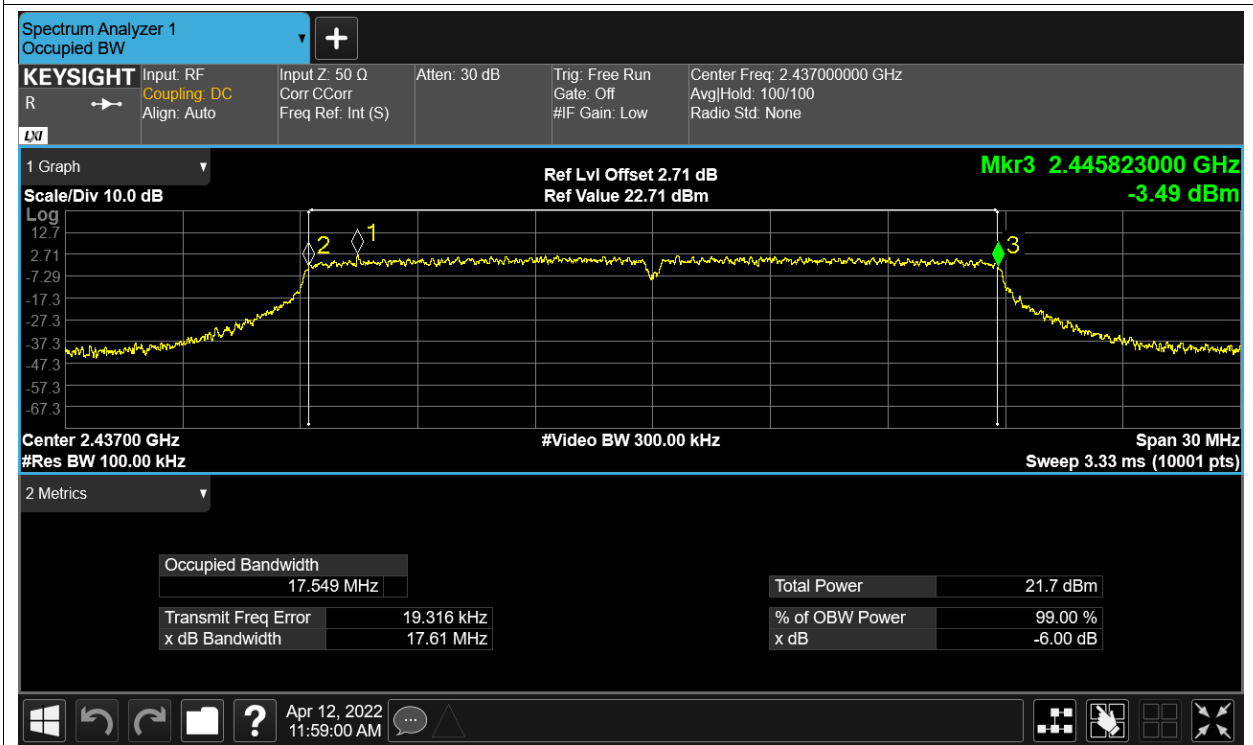 Spectrum Analyzer 1
Occupied BW
KEYSIGHT
R
LXI
Input: RF
Coupling: DC
Align: Auto
Input Z: 50 Ω
Corr CCorr
Freq Ref: Int (S)
Atten: 30 dB
Trig: Free Run
Gate: Off
#IF Gain: Low
Center Freq: 2.437000000 GHz
Avg|Hold: 100/100
Radio Std: None
1 Graph
Scale/Div 10.0 dB
Ref Lvl Offset 2.71 dB
Ref Value 22.71 dBm
Mkr3 2.445823000 GHz
-3.49 dBm
Log
12.7
2.71
-7.29
-17.3
-27.3
-37.3
-47.3
-57.3
-67.3
2
1
3
Center 2.43700 GHz
#Video BW 300.00 kHz
Span 30 MHz
#Res BW 100.00 kHz
Sweep 3.33 ms (10001 pts)
2 Metrics
Occupied Bandwidth
17.549 MHz
Total Power 21.7 dBm
Transmit Freq Error 19.316 kHz
% of OBW Power 99.00 %
x dB Bandwidth 17.61 MHz
x dB -6.00 dB
?
Apr 12, 2022
11:59:00 AM